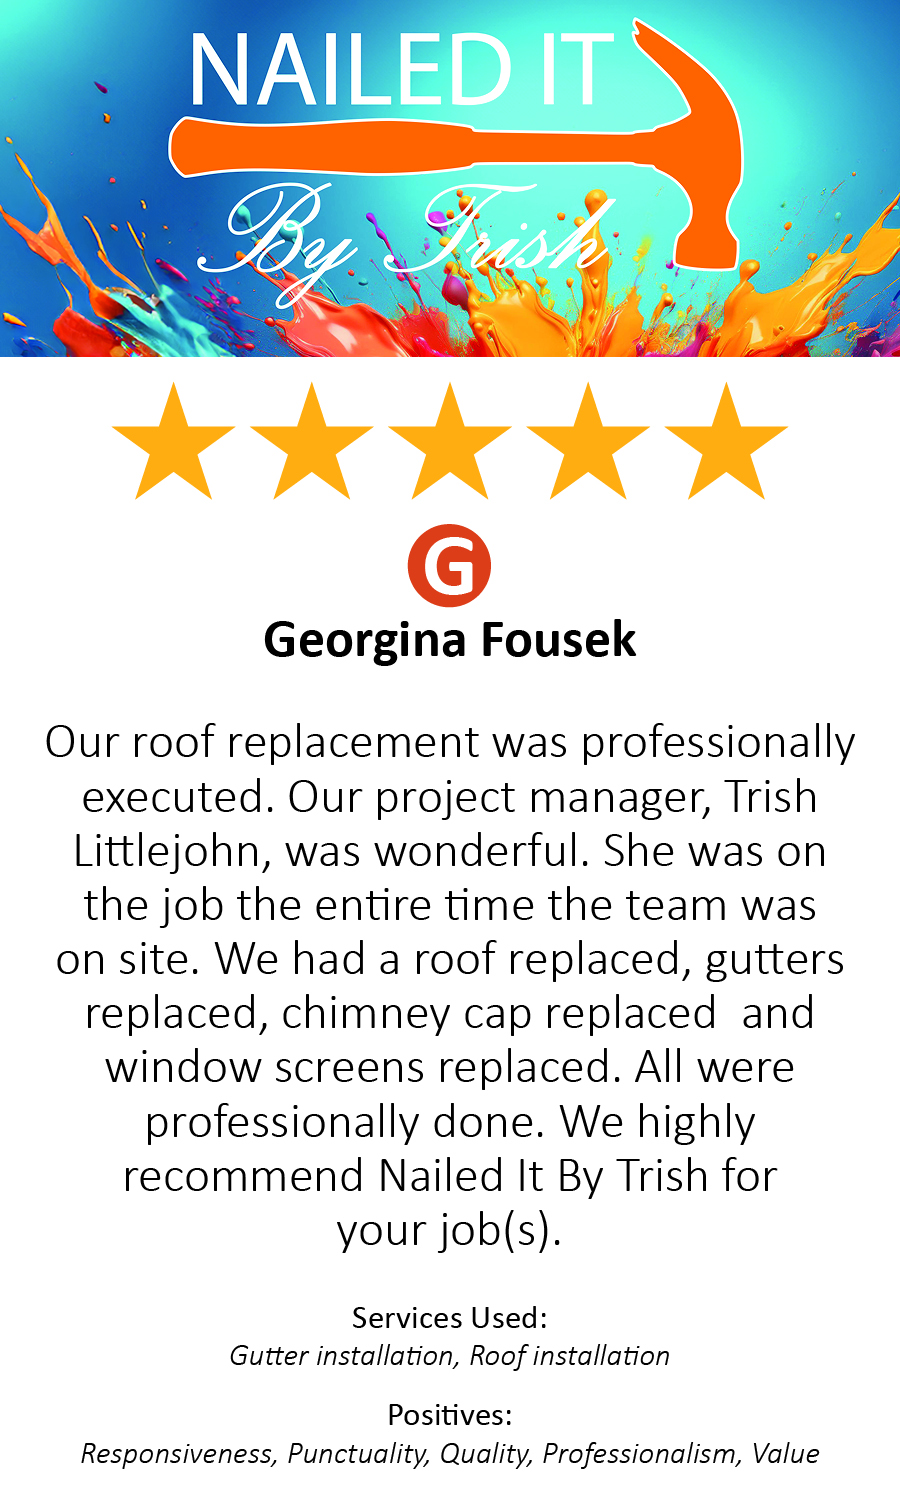 NAILED IT
By Trish
G
Georgina Fousek
Our roof replacement was professionally
executed. Our project manager, Trish
Littlejohn, was wonderful. She was on
the job the entire time the team was
on site. We had a roof replaced, gutters
replaced, chimney cap replaced  and
window screens replaced. All were
professionally done. We highly
recommend Nailed It By Trish for
your job(s).
Services Used:
Gutter installation, Roof installation
Positives:
Responsiveness, Punctuality, Quality, Professionalism, Value